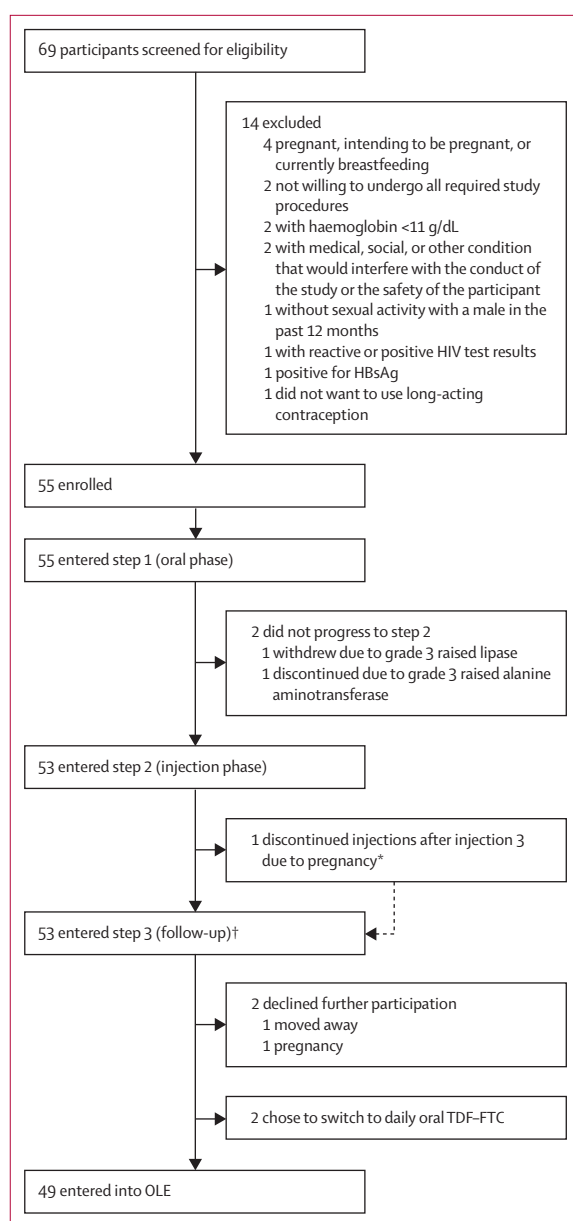 69 participants screened for eligibility
14 excluded
4 pregnant, intending to be pregnant, or
currently breastfeeding
2 not willing to undergo all required study
procedures
2 with haemoglobin <11 g/dL
2 with medical, social, or other condition
that would interfere with the conduct of
the study or the safety of the participant
1 without sexual activity with a male in the
past 12 months
1 with reactive or positive HIV test results
1 positive for HBsAg
1 did not want to use long-acting
contraception
55 enrolled
55 entered step 1 (oral phase)
2 did not progress to step 2
1 withdrew due to grade 3 raised lipase
1 discontinued due to grade 3 raised alanine
aminotransferase
53 entered step 2 (injection phase)
1 discontinued injections after injection 3
due to pregnancy*
53 entered step 3 (follow-up)†
2 declined further participation
1 moved away
1 pregnancy
2 chose to switch to daily oral TDF–FTC
49 entered into OLE